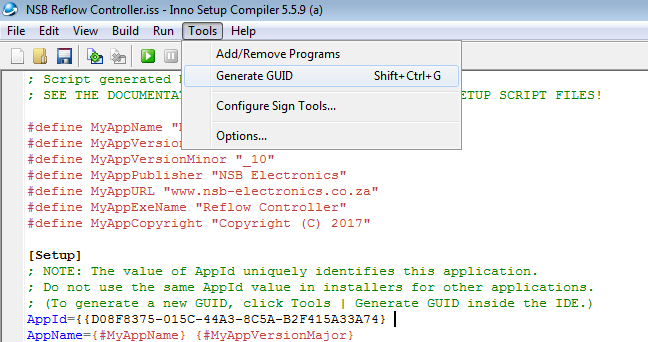 NSB Reflow Controller.iss - Inno Setup Compiler 5.5.9 (a)
File Edit View Build Run Tools Help
Add/Remove Programs
Generate GUID Shift+Ctrl+G
Configure Sign Tools...
Options...
; Script generated
; SEE THE DOCUMENTAT ETUP SCRIPT FILES!
#define MyAppName "
#define MyAppVersion
#define MyAppVersionMinor "_10"
#define MyAppPublisher "NSB Electronics"
#define MyAppURL "www.nsb-electronics.co.za"
#define MyAppExeName "Reflow Controller"
#define MyAppCopyright "Copyright (C) 2017"
[Setup]
; NOTE: The value of AppId uniquely identifies this application.
; Do not use the same AppId value in installers for other applications.
; (To generate a new GUID, click Tools | Generate GUID inside the IDE.)
AppId={{D08F8375-015C-44A3-8C5A-B2F415A33A74}
AppName={#MyAppName} {#MyAppVersionMajor}